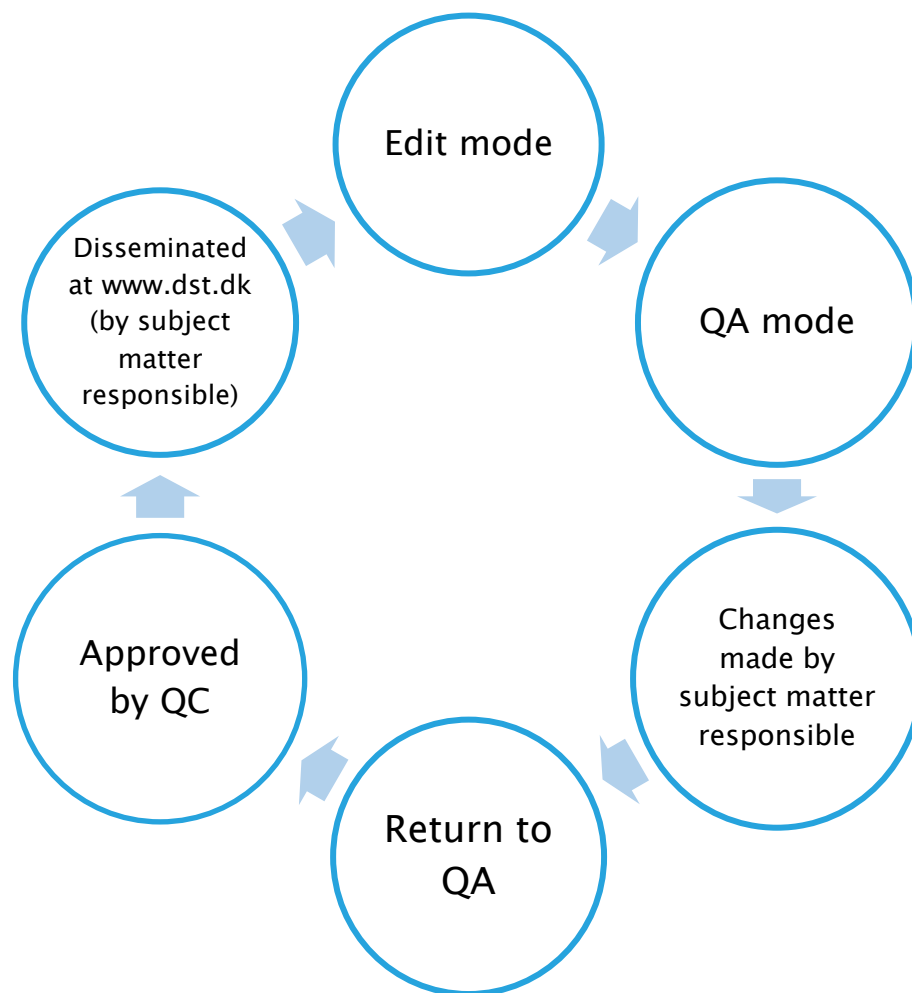 Edit mode
QA mode
Changes
made by
subject matter
responsible
Return to
QA
Approved
by QC
Disseminated
at www.dst.dk
(by subject
matter
responsible)